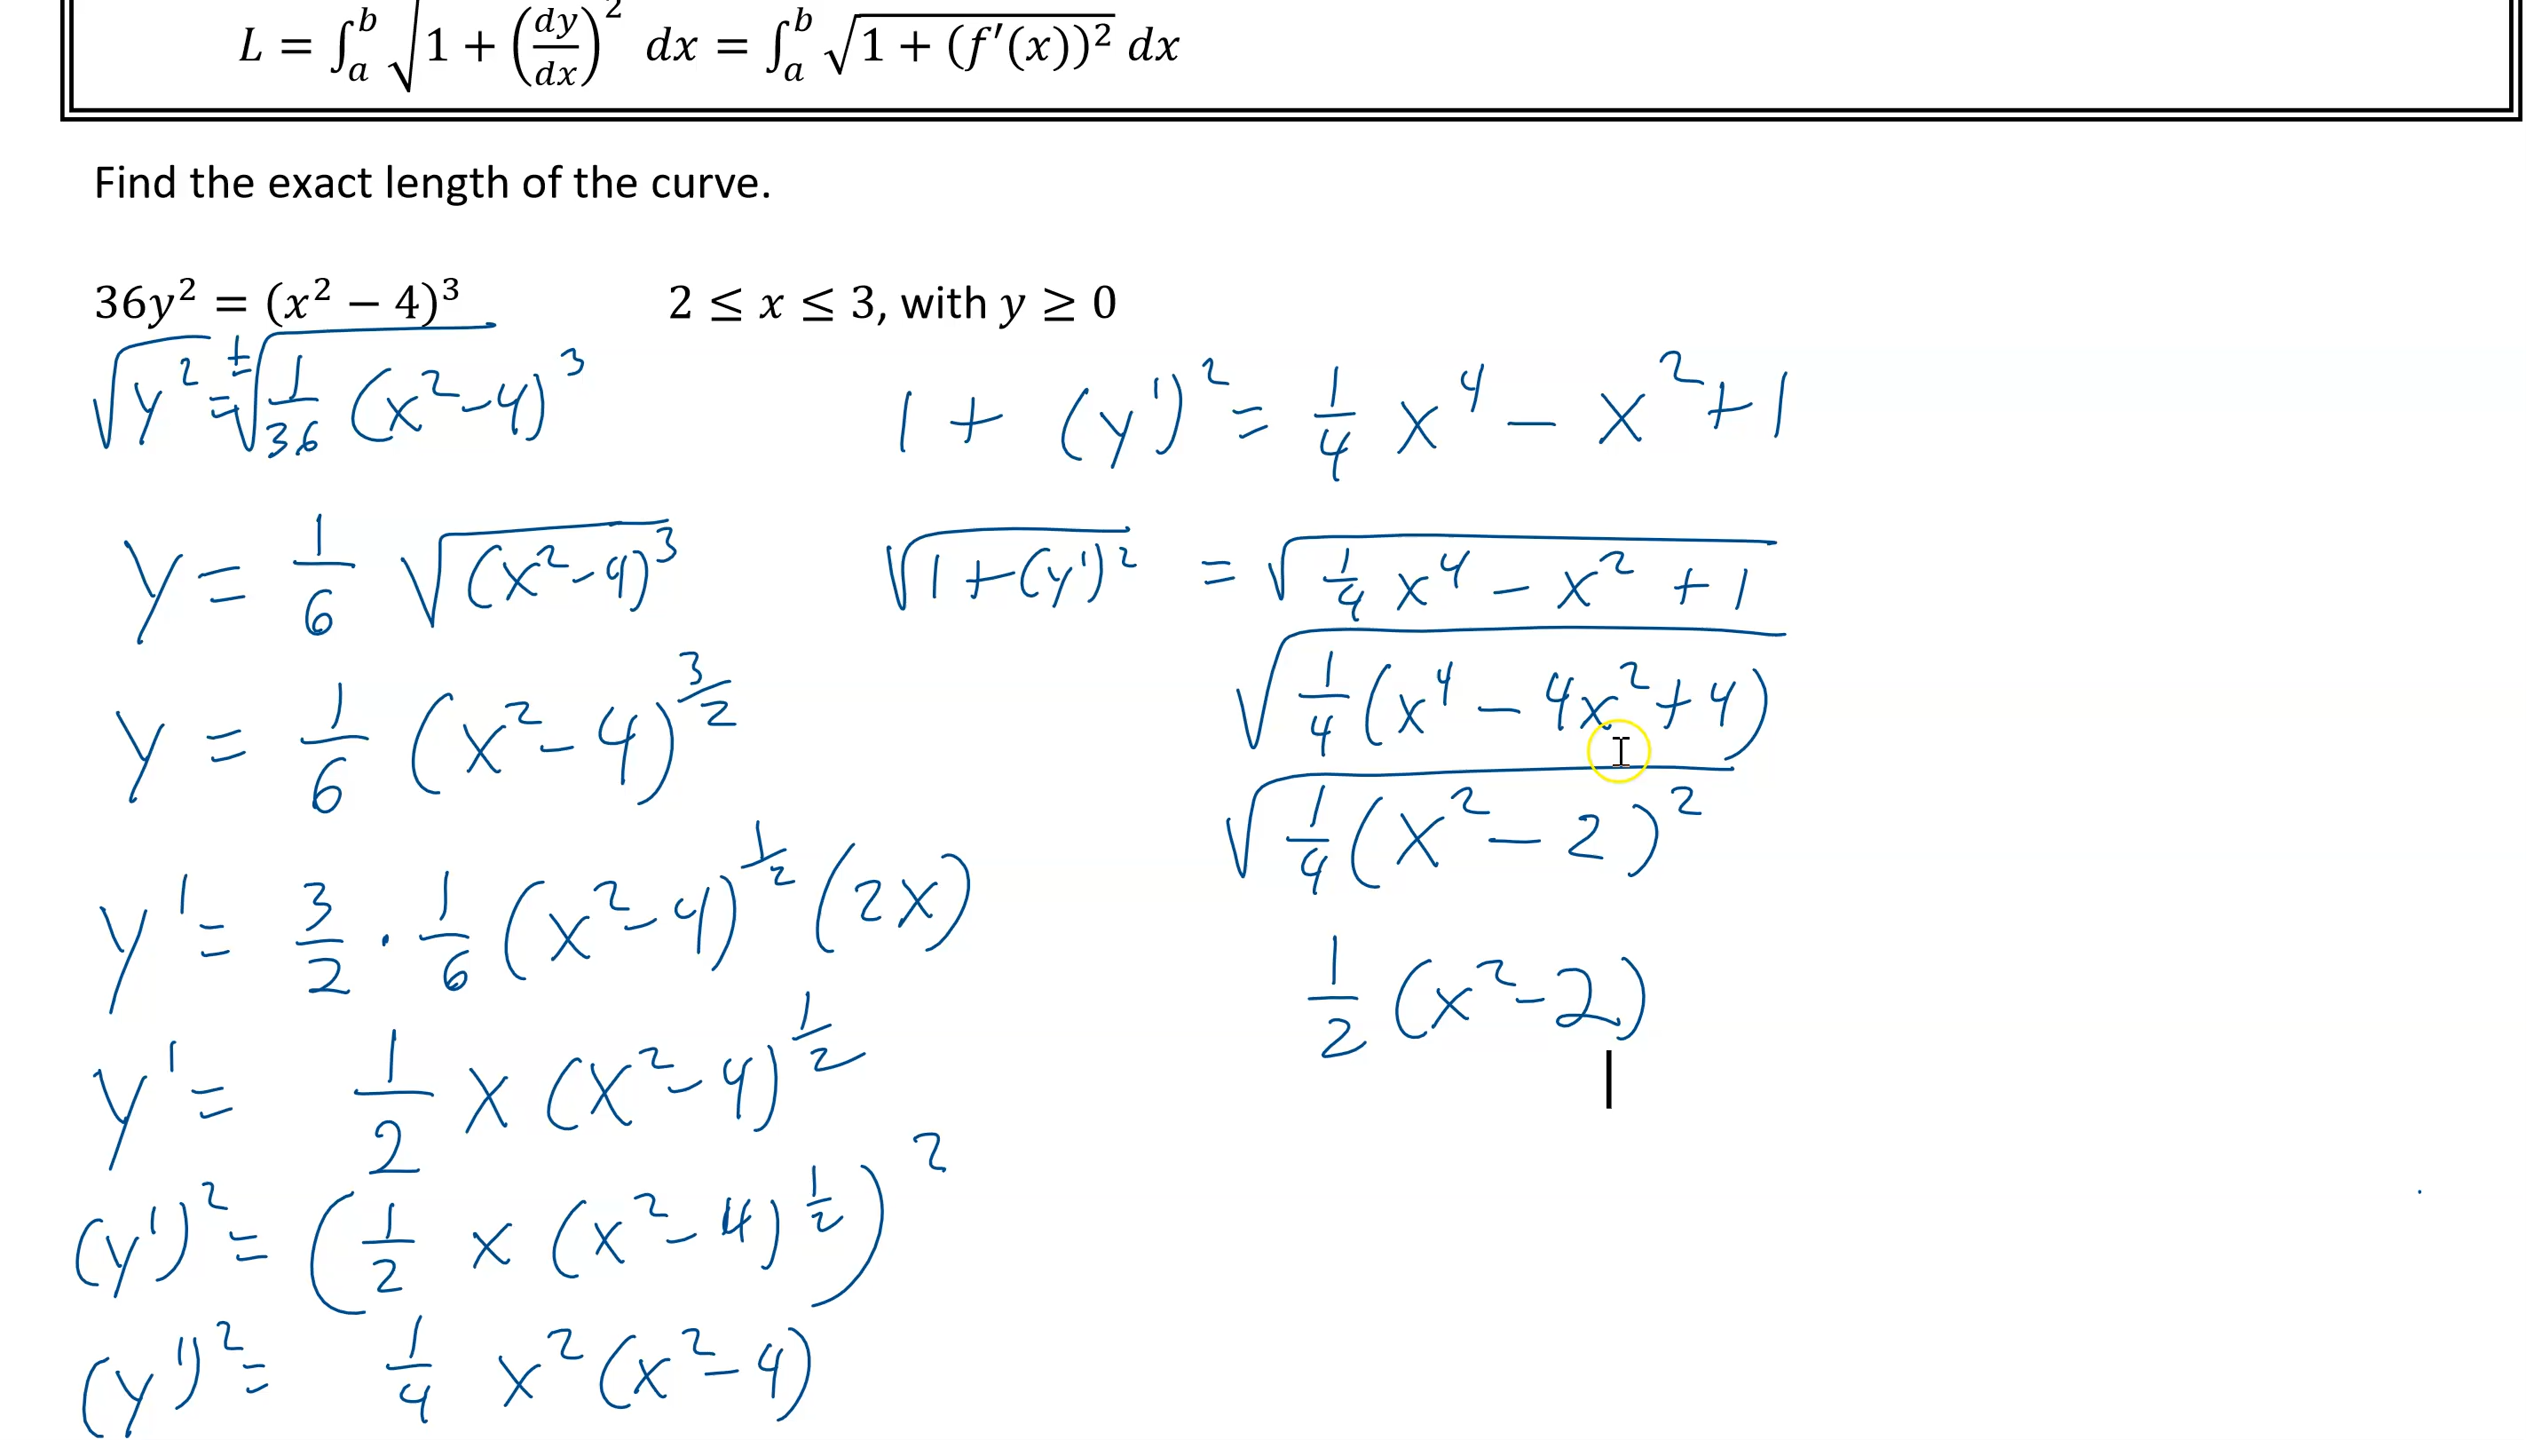 L = ∫ₐᵇ √(1 + (dy/dx)²) dx = ∫ₐᵇ √(1 + (f′(x))²) dx
Find the exact length of the curve.
36y² = (x² − 4)³ 2 ≤ x ≤ 3, with y ≥ 0
√(y²) = ±√(1/36 (x²−4)³)
y = 1/6 √((x²−4)³)
y = 1/6 (x²−4)^(3/2)
y' = 3/2 · 1/6 (x²−4)^(1/2) (2x)
y' = 1/2 x (x²−4)^(1/2)
(y')² = (1/2 x (x²−4)^(1/2))²
(y')² = 1/4 x² (x²−4)
1 + (y')² = 1/4 x⁴ − x² + 1
√(1+(y')²) = √(1/4 x⁴ − x² + 1)
√(1/4 (x⁴ − 4x² + 4))
√(1/4 (x² − 2)²)
1/2 (x²−2)